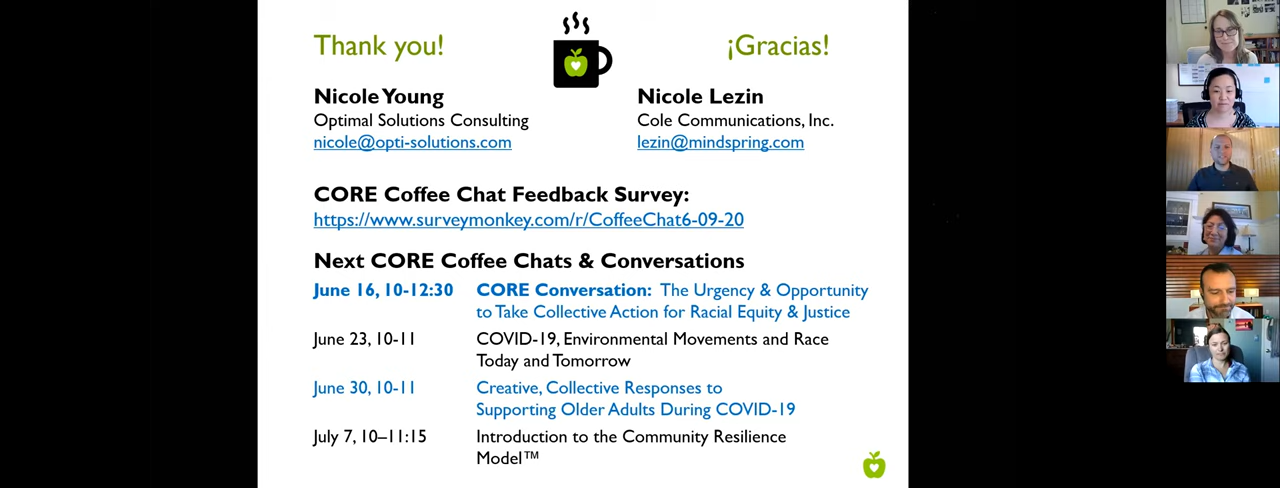 Thank you!
¡Gracias!
Nicole Young
Optimal Solutions Consulting
nicole@opti-solutions.com
Nicole Lezin
Cole Communications, Inc.
lezin@mindspring.com
CORE Coffee Chat Feedback Survey:
https://www.surveymonkey.com/r/CoffeeChat6-09-20
Next CORE Coffee Chats & Conversations
June 16, 10-12:30 CORE Conversation: The Urgency & Opportunity
to Take Collective Action for Racial Equity & Justice
June 23, 10-11 COVID-19, Environmental Movements and Race
Today and Tomorrow
June 30, 10-11 Creative, Collective Responses to
Supporting Older Adults During COVID-19
July 7, 10–11:15 Introduction to the Community Resilience
Model™